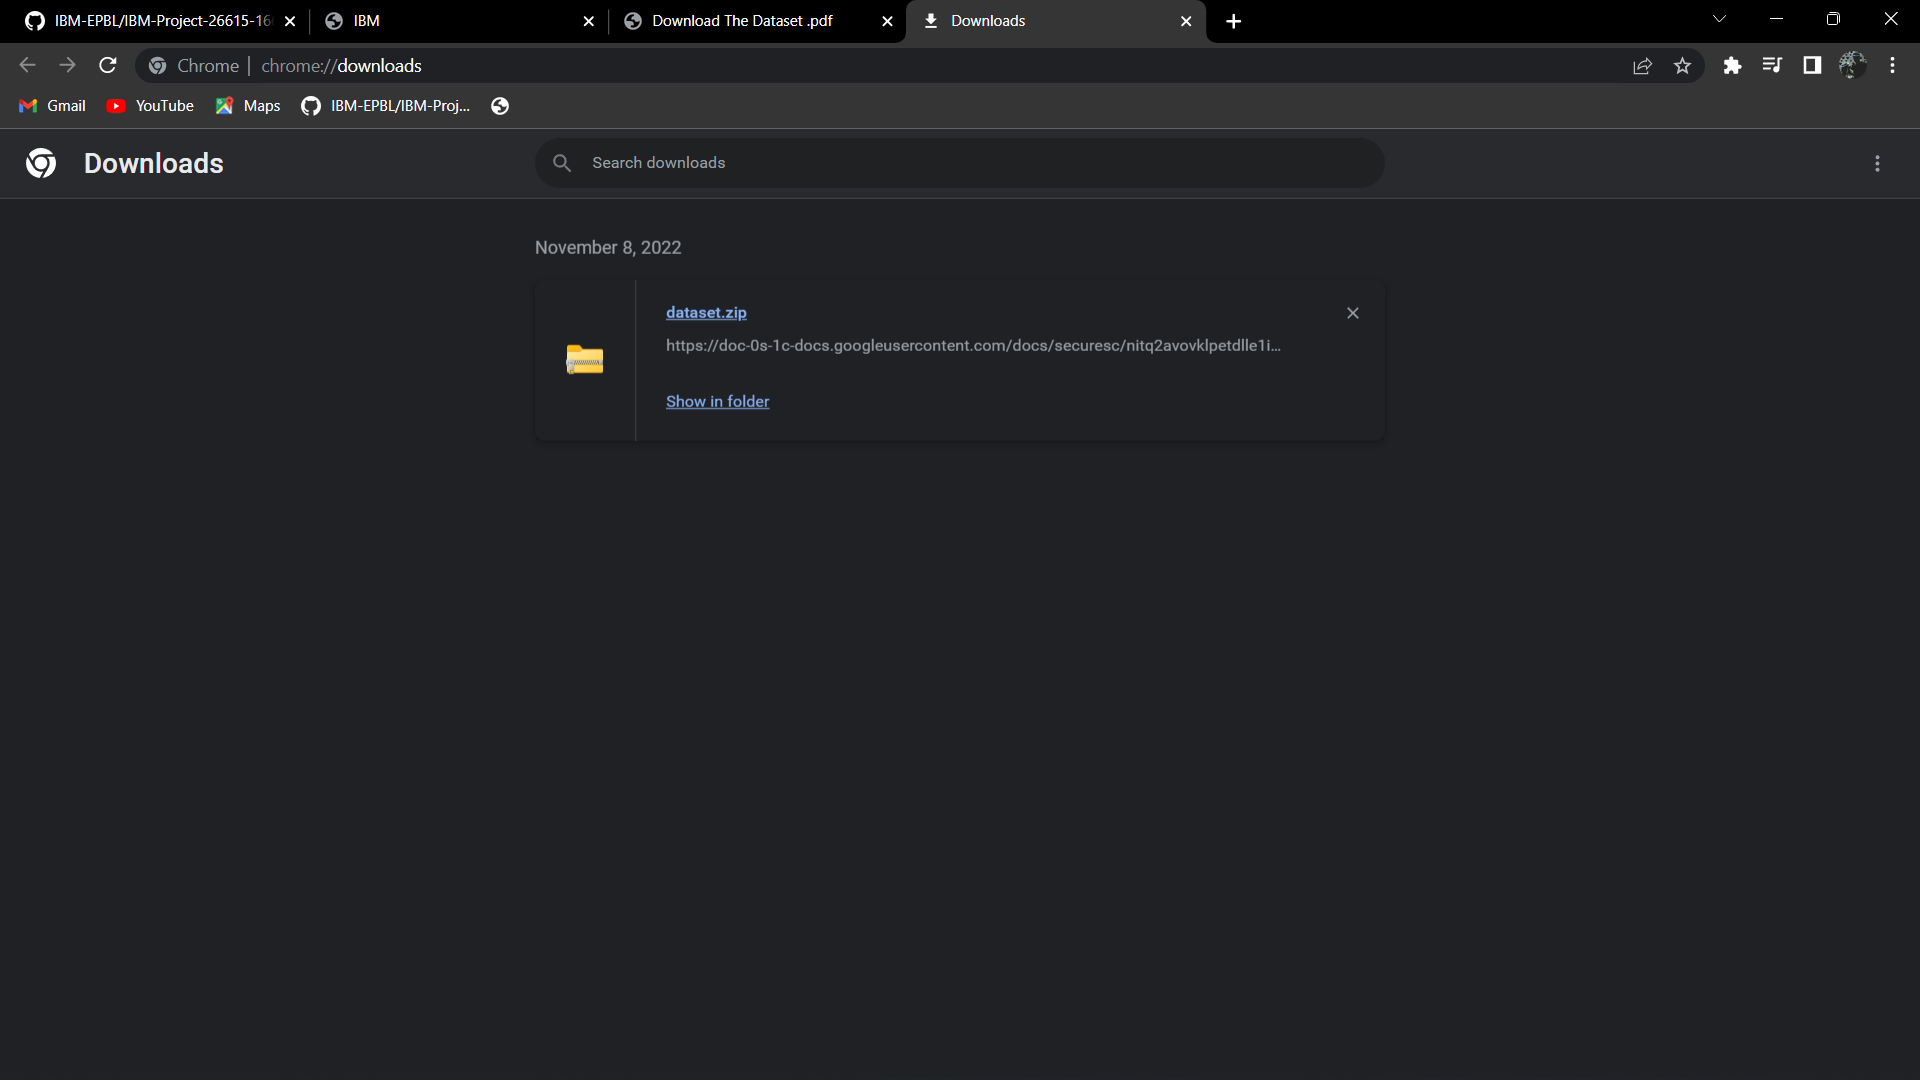 IBM-EPBL/IBM-Project-26615-16
IBM
Download The Dataset .pdf
Downloads
Chrome | chrome://downloads
Gmail
YouTube
Maps
IBM-EPBL/IBM-Proj...
Downloads
Search downloads
November 8, 2022
dataset.zip
https://doc-0s-1c-docs.googleusercontent.com/docs/securesc/nitq2avovklpetdlle1i...
Show in folder